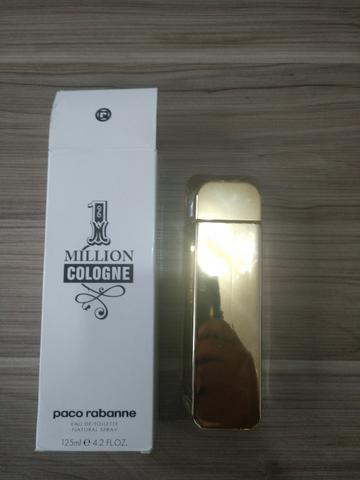 1
MILLION
COLOGNE
paco rabanne
EAU DE TOILETTE
NATURAL SPRAY
125ml ℮ 4.2 FL.OZ.